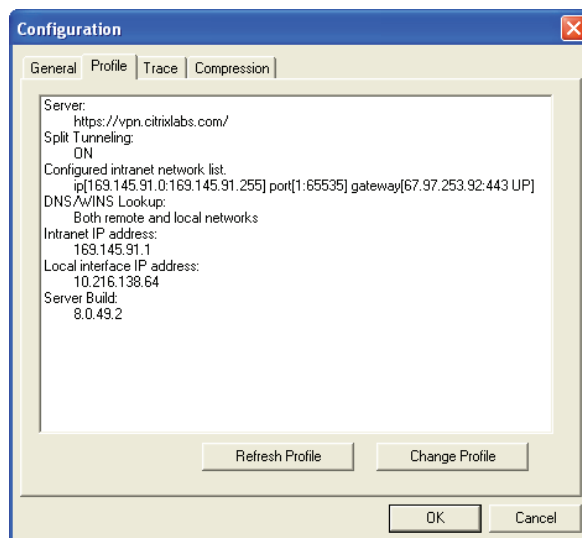 Configuration
General Profile Trace Compression
Server:
https://vpn.citrixlabs.com/
Split Tunneling:
ON
Configured intranet network list.
ip[169.145.91.0:169.145.91.255] port[1:65535] gateway[67.97.253.92:443 UP]
DNS/WINS Lookup:
Both remote and local networks
Intranet IP address:
169.145.91.1
Local interface IP address:
10.216.138.64
Server Build:
8.0.49.2
Refresh Profile Change Profile
OK Cancel